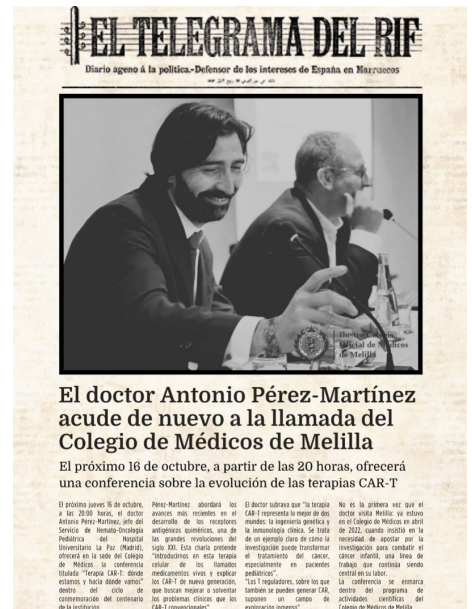 EL TELEGRAMA DEL RIF
Diario ageno á la politica.-Defensor de los intereses de España en Marruecos
Ilustre Colegio
Oficial de Médicos
de Melilla
El doctor Antonio Pérez-Martínez
acude de nuevo a la llamada del
Colegio de Médicos de Melilla
El próximo 16 de octubre, a partir de las 20 horas, ofrecerá
una conferencia sobre la evolución de las terapias CAR-T
El próximo jueves 16 de octubre,
a las 20:00 horas, el doctor
Antonio Pérez-Martínez, jefe del
Servicio de Hemato-Oncología
Pediátrica del Hospital
Universitario La Paz (Madrid),
ofrecerá en la sede del Colegio
de Médicos la conferencia
titulada "Terapia CAR-T: dónde
estamos y hacia dónde vamos"
dentro del ciclo de
conmemoración del centenario
de la institución.
Pérez-Martínez abordará los
avances más recientes en el
desarrollo de los receptores
antigénicos quiméricos, una de
las grandes revoluciones del
siglo XXI. Esta charla pretende
"introducirnos en esta terapia
celular de los llamados
medicamentos vivos y explicar
los CAR-T de nueva generación,
que buscan mejorar o solventar
los problemas clínicos que los
CAR-T convencionales".
El doctor subraya que "la terapia
CAR-T representa lo mejor de dos
mundos: la ingeniería genética y
la inmunología clínica. Se trata
de un ejemplo claro de cómo la
investigación puede transformar
el tratamiento del cáncer,
especialmente en pacientes
pediátricos".
"Los T reguladores, sobre los que
también se pueden generar CAR,
suponen un campo de
exploración inmenso"
No es la primera vez que el
doctor visita Melilla: ya estuvo
en el Colegio de Médicos en abril
de 2022, cuando insistió en la
necesidad de apostar por la
investigación para combatir el
cáncer infantil, una línea de
trabajo que continúa siendo
central en su labor.
La conferencia se enmarca
dentro del programa de
actividades científicas del
Colegio de Médicos de Melilla